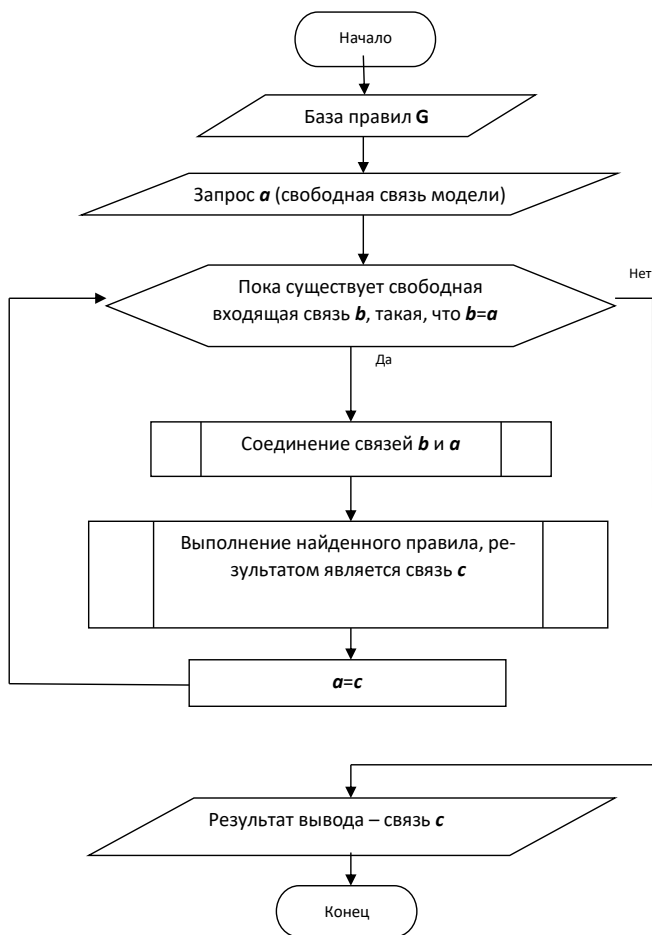 Начало
База правил G
Запрос a (свободная связь модели)
Пока существует свободная
входящая связь b, такая, что b=a
Нет
Да
Соединение связей b и a
Выполнение найденного правила, ре-
зультатом является связь c
a=c
Результат вывода – связь c
Конец